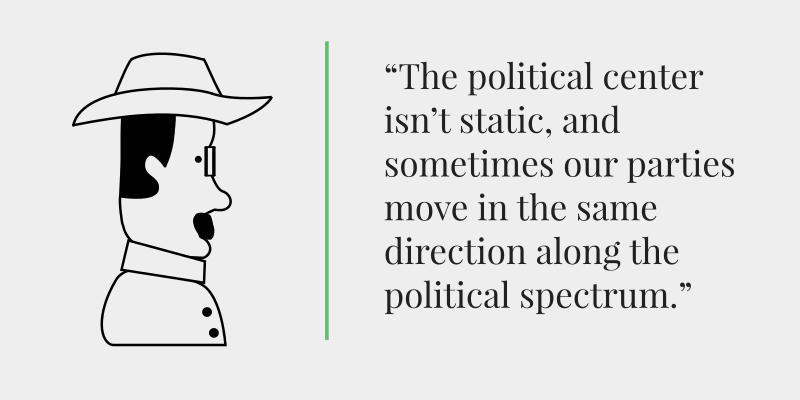 “The political center
isn’t static, and
sometimes our parties
move in the same
direction along the
political spectrum.”